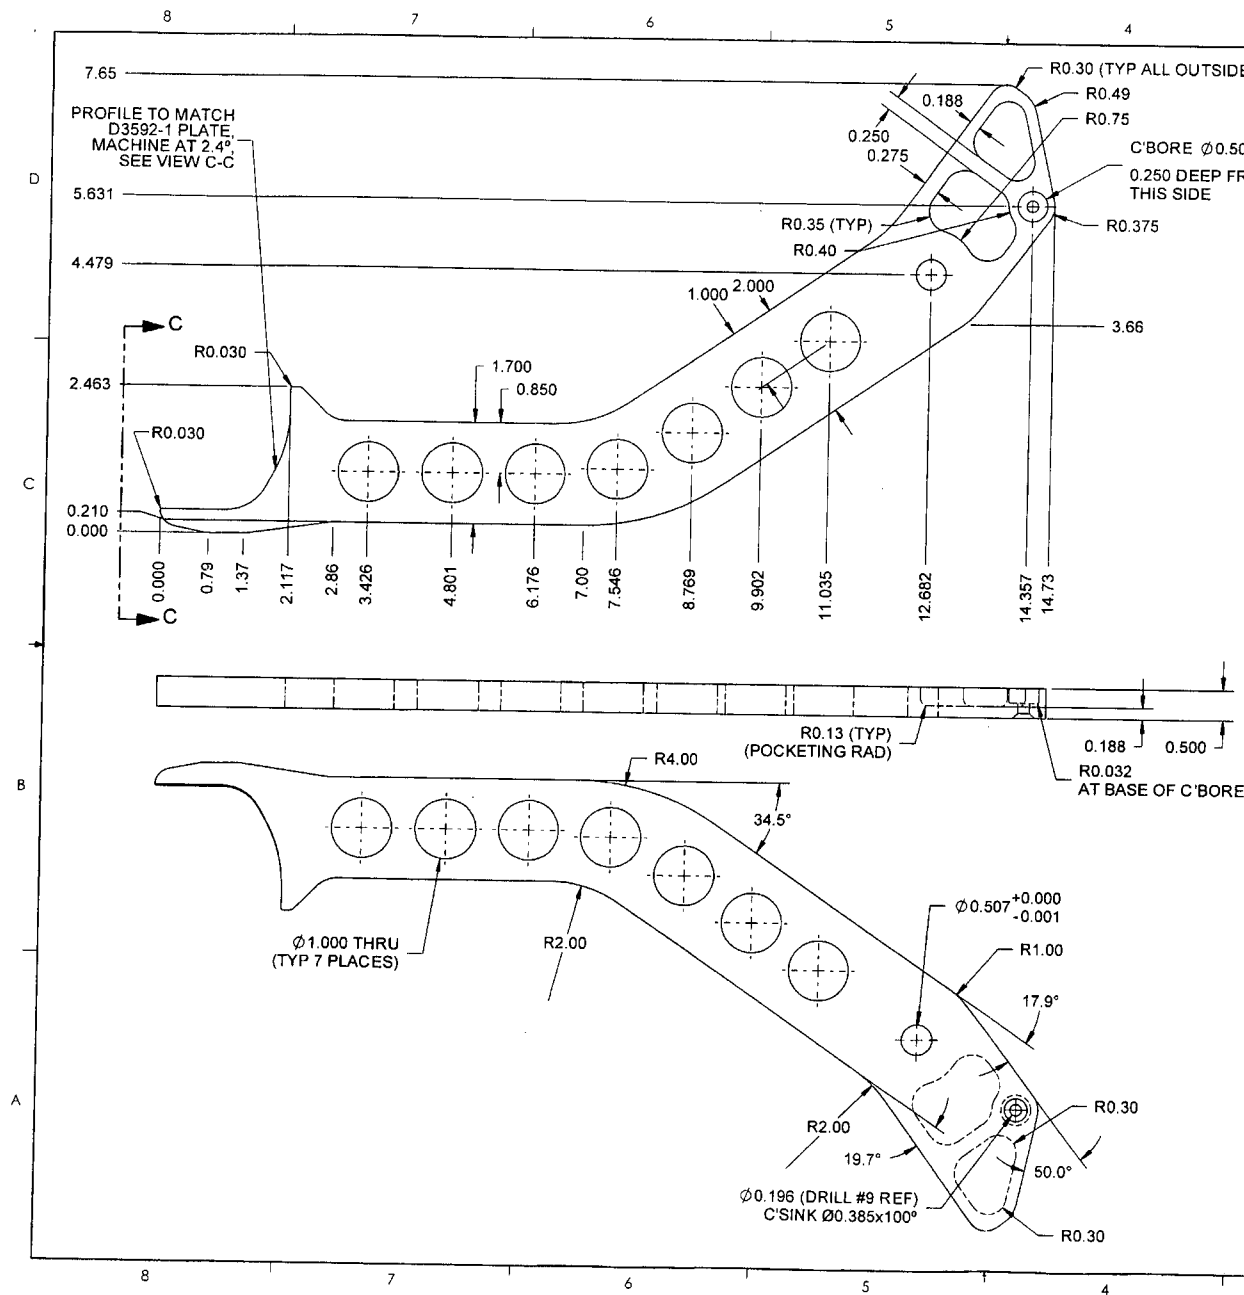 8
7
6
5
4
7.65
PROFILE TO MATCH
D3592-1 PLATE,
MACHINE AT 2.4°,
SEE VIEW C-C
D
5.631
4.479
R0.30 (TYP ALL OUTSIDE
R0.49
R0.75
0.188
0.250
0.275
C'BORE Ø0.50
0.250 DEEP FR
THIS SIDE
R0.35 (TYP)
R0.375
R0.40
1.000
2.000
3.66
C
R0.030
2.463
1.700
0.850
R0.030
C
0.210
0.000
0.000
0.79
1.37
2.117
2.86
3.426
4.801
6.176
7.00
7.546
8.769
9.902
11.035
12.682
14.357
14.73
C
R0.13 (TYP)
(POCKETING RAD)
0.188
0.500
R0.032
AT BASE OF C'BORE
B
R4.00
34.5°
Ø0.507 +0.000
-0.001
Ø1.000 THRU
(TYP 7 PLACES)
R2.00
R1.00
17.9°
A
R2.00
R0.30
19.7°
50.0°
Ø0.196 (DRILL #9 REF)
C'SINK Ø0.385x100°
R0.30
8
7
6
5
4